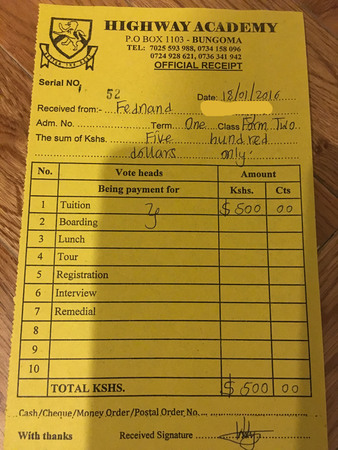 HIGHWAY ACADEMY
P.O BOX 1103 - BUNGOMA
TEL: 7025 593 988, 0734 158 096
0724 928 621, 0736 341 942
OFFICIAL RECEIPT
Serial NO. 52 Date: 18/01/2016
Received from:- Fednand
Adm. No. Term One Class Form Two
The sum of Kshs. Five hundred
dollars only
No. Vote heads Amount
Being payment for Kshs. Cts
1 Tuition $ 500 00
2 Boarding
3 Lunch
4 Tour
5 Registration
6 Interview
7 Remedial
8
9
10
TOTAL KSHS. $ 500 00
Cash/Cheque/Money Order/Postal Order No.
With thanks Received Signature